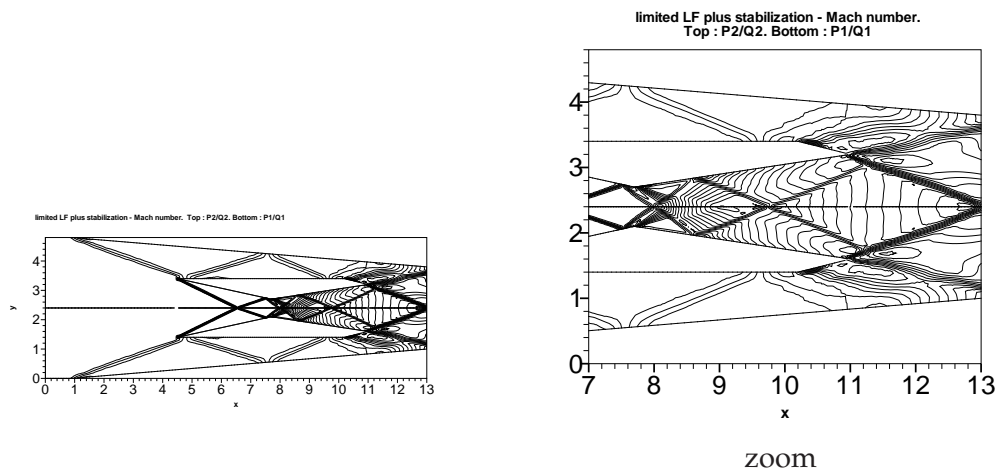 limited LF plus stabilization - Mach number. Top : P2/Q2. Bottom : P1/Q1
4
3
2
1
0
y
0 1 2 3 4 5 6 7 8 9 10 11 12 13
x
limited LF plus stabilization - Mach number.
Top : P2/Q2. Bottom : P1/Q1
4
3
2
1
0
7 8 9 10 11 12 13
x
zoom